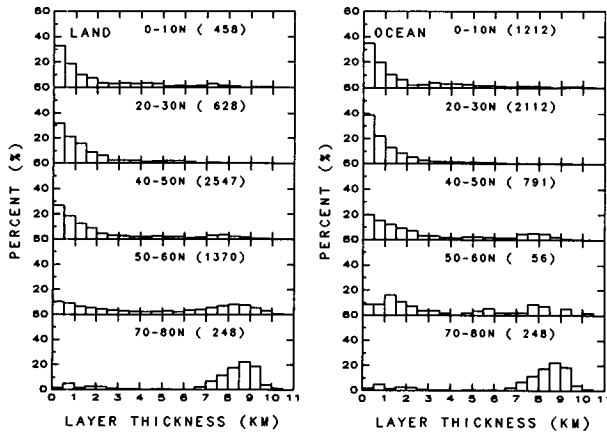 60 LAND 0-10N ( 458)
40
20
60
20-30N ( 628)
40
20
60
40-50N (2547)
40
20
60
50-60N (1370)
40
20
60
70-80N ( 248)
40
20
0
0 1 2 3 4 5 6 7 8 9 10 11
LAYER THICKNESS (KM)
PERCENT (%)
60 OCEAN 0-10N (1212)
40
20
60
20-30N (2112)
40
20
60
40-50N ( 791)
40
20
60
50-60N ( 56)
40
20
60
70-80N ( 248)
40
20
0
0 1 2 3 4 5 6 7 8 9 10 11
LAYER THICKNESS (KM)
PERCENT (%)